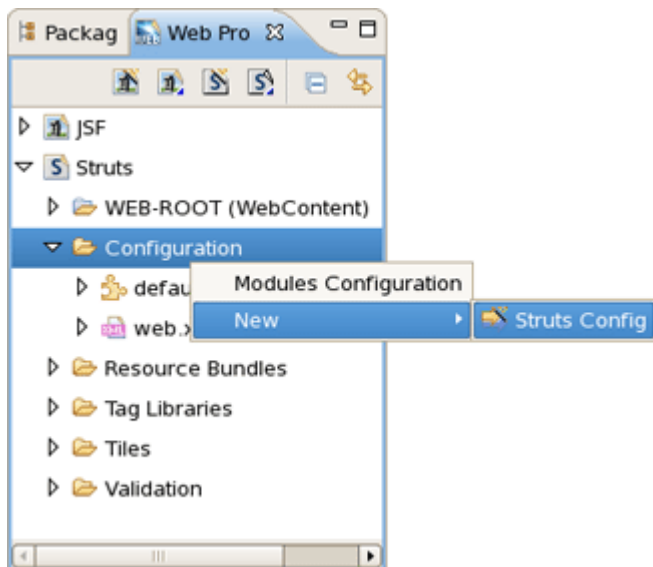 Packag Web Pro
JSF
Struts
WEB-ROOT (WebContent)
Configuration
Modules Configuration
defau
New Struts Config
web.x
Resource Bundles
Tag Libraries
Tiles
Validation